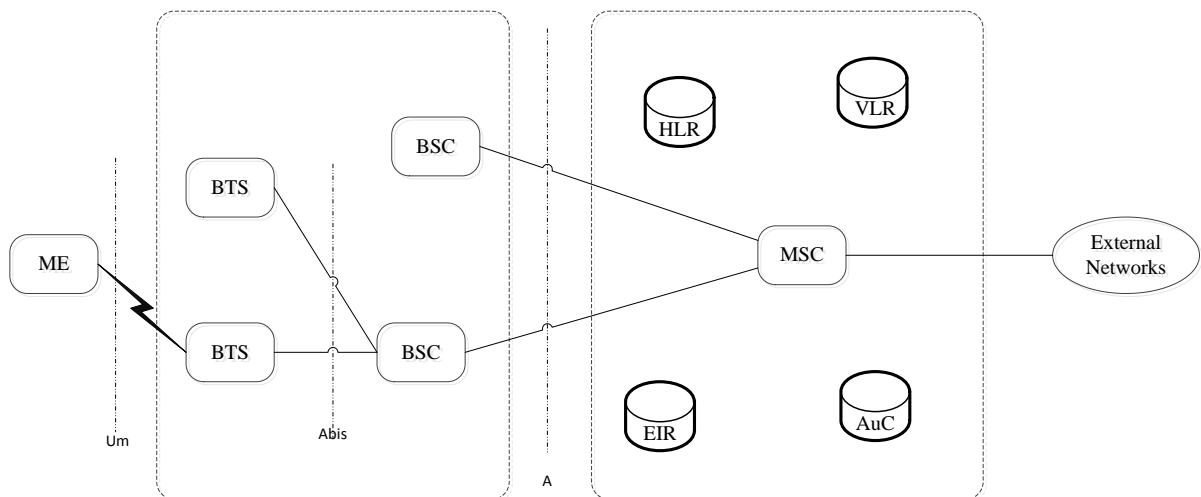 HLR
VLR
BSC
BTS
ME
MSC
External
Networks
BTS
BSC
Um
Abis
EIR
AuC
A